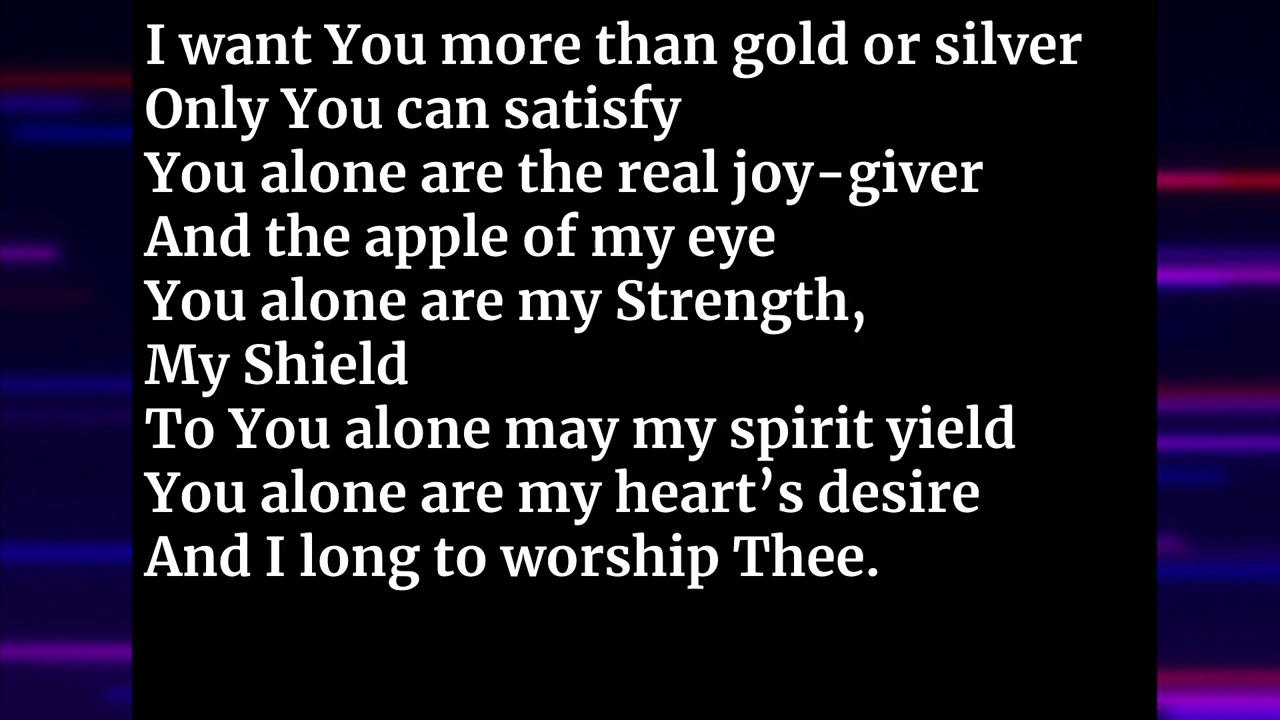 I want You more than gold or silver
Only You can satisfy
You alone are the real joy-giver
And the apple of my eye
You alone are my Strength,
My Shield
To You alone may my spirit yield
You alone are my heart’s desire
And I long to worship Thee.